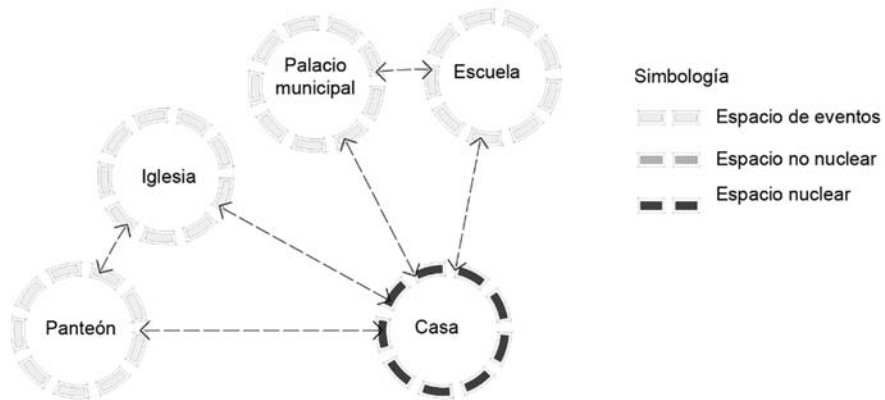 Palacio
municipal
Escuela
Iglesia
Panteón
Casa
Simbología
Espacio de eventos
Espacio no nuclear
Espacio nuclear